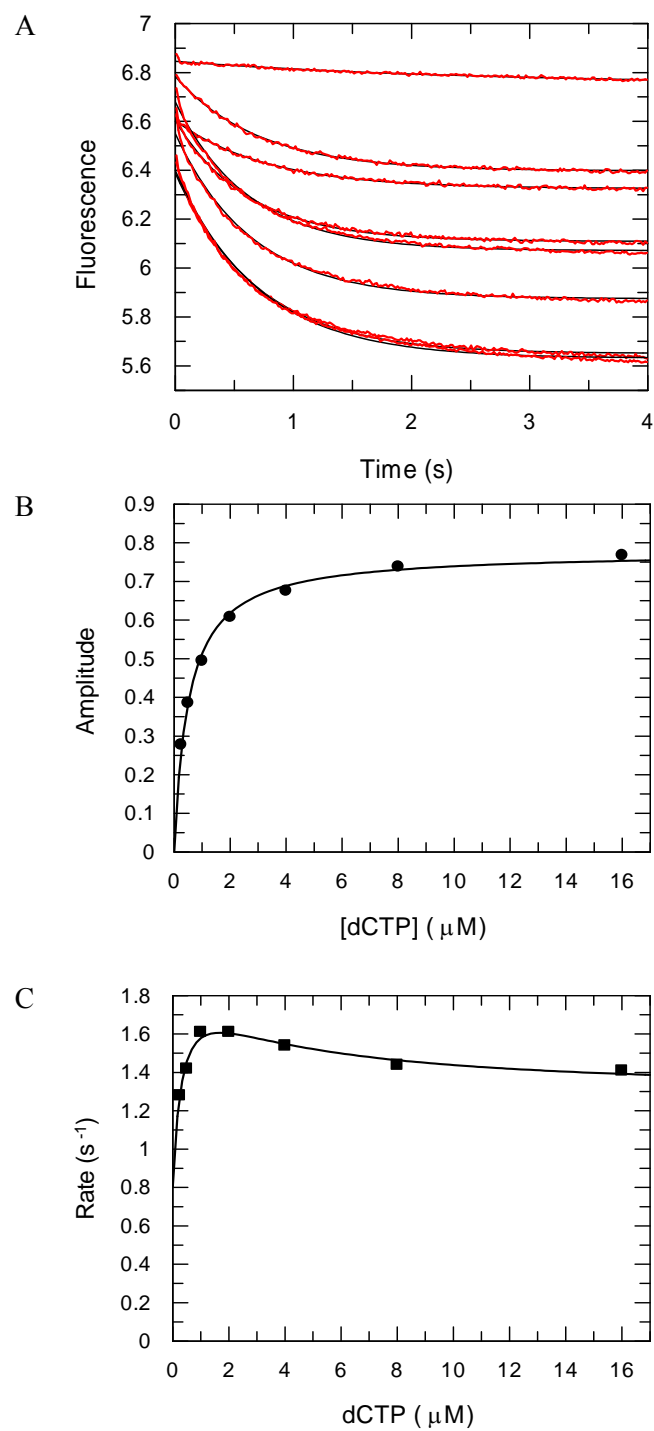 A
7
6.8
6.6
6.4
6.2
6
5.8
5.6
Fluorescence
0 1 2 3 4
Time (s)
B
0.9
0.8
0.7
0.6
0.5
0.4
0.3
0.2
0.1
0
Amplitude
0 2 4 6 8 10 12 14 16
[dCTP] ( μM)
C
1.8
1.6
1.4
1.2
1
0.8
0.6
0.4
0.2
0
Rate (s⁻¹)
0 2 4 6 8 10 12 14 16
dCTP ( μM)